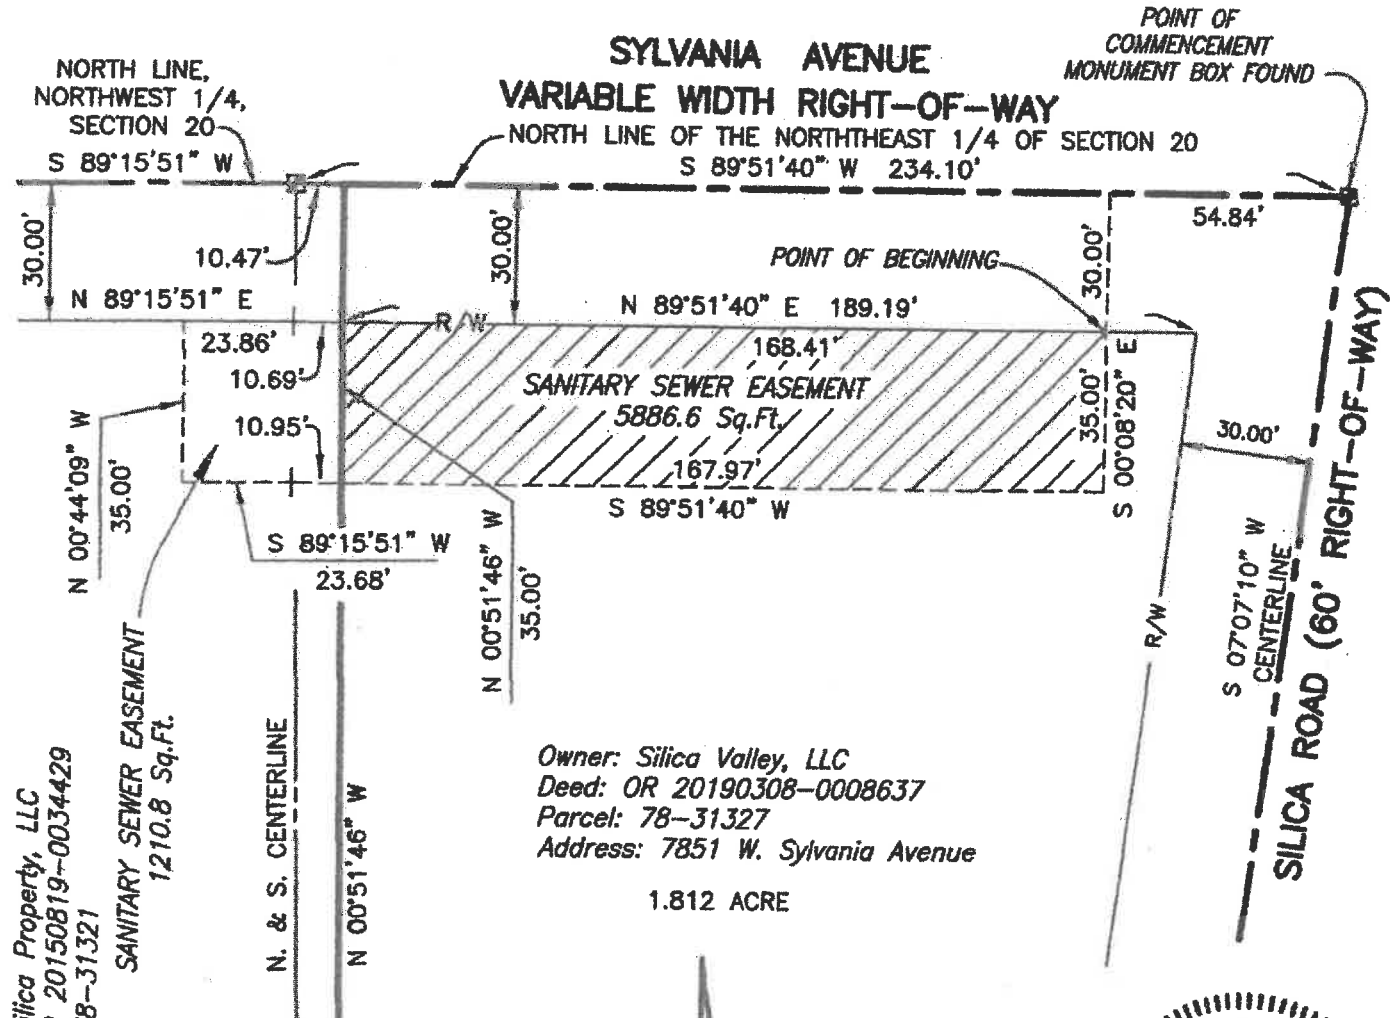 POINT OF
COMMENCEMENT
MONUMENT BOX FOUND
SYLVANIA AVENUE
VARIABLE WIDTH RIGHT-OF-WAY
NORTH LINE OF THE NORTHTHEAST 1/4 OF SECTION 20
S 89°51'40" W 234.10'
NORTH LINE,
NORTHWEST 1/4,
SECTION 20
S 89°15'51" W
54.84'
30.00'
10.47'
30.00'
30.00'
POINT OF BEGINNING
N 89°15'51" E
N 89°51'40" E 189.19'
R/W
23.86'
168.41'
10.69'
SANITARY SEWER EASEMENT
5886.6 Sq.Ft.
10.95'
167.97'
S 89°51'40" W
35.00'
S 00°08'20" E
30.00'
N 00°44'09" W
35.00'
S 89°15'51" W
23.68'
N 00°51'46" W
35.00'
R/W
S 07°07'10" W
CENTERLINE
SILICA ROAD (60' RIGHT-OF-WAY)
SANITARY SEWER EASEMENT
1210.8 Sq.Ft.
N. & S. CENTERLINE
N 00°51'46" W
Owner: Silica Valley, LLC
Deed: OR 20190308-0008637
Parcel: 78-31327
Address: 7851 W. Sylvania Avenue
1.812 ACRE
Property, LLC
20150819-0034429
8-31321